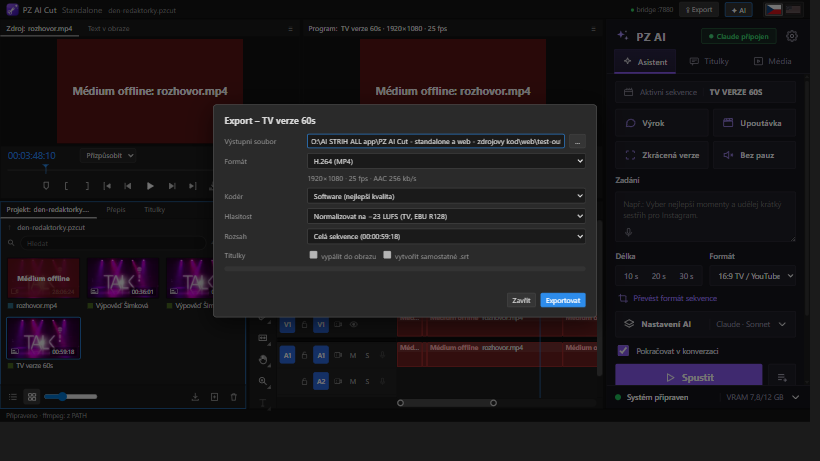 PZ AI Cut Standalone den-redaktorky.pzcut
bridge :7880
Export
AI
Zdroj: rozhovor.mp4
Text v obraze
Program: TV verze 60s · 1920×1080 · 25 fps
Médium offline: rozhovor.mp4
Médium offline: rozhovor.mp4
00:03:48:10
Přizpůsobit
Projekt: den-redaktorky...
Přepis
Titulky
den-redaktorky.pzcut
Hledat
Médium offline
rozhovor.mp4
00:36:01
Výpověď Šimkové
Výpověď Š
TALK!
00:59:18
TV verze 60s
Připraveno · ffmpeg: z PATH
Export – TV verze 60s
Výstupní soubor
D:\AI STRIH ALL app\PZ AI Cut - standalone a web - zdrojovy kod\web\test-ou
...
Formát
H.264 (MP4)
1920×1080 · 25 fps · AAC 256 kb/s
Kodér
Software (nejlepší kvalita)
Hlasitost
Normalizovat na −23 LUFS (TV, EBU R128)
Rozsah
Celá sekvence (00:00:59:18)
Titulky
vypálit do obrazu
vytvořit samostatné .srt
Zavřít
Exportovat
V1
V1
Médium offline: rozhovor.mp4
A1
A1
M
S
Méd...
Médium offline: rozhovor.mp4
Médium o
A2
M
S
PZ AI
Claude připojen
Asistent
Titulky
Média
Aktivní sekvence
TV VERZE 60S
Výrok
Upoutávka
Zkrácená verze
Bez pauz
Zadání
Např.: Vyber nejlepší momenty a udělej krátký
sestřih pro Instagram.
Délka
Formát
10 s
20 s
30 s
16:9 TV / YouTube
Převést formát sekvence
Nastavení AI
Claude · Sonnet
Pokračovat v konverzaci
Spustit
Systém připraven
VRAM 7,8/12 GB